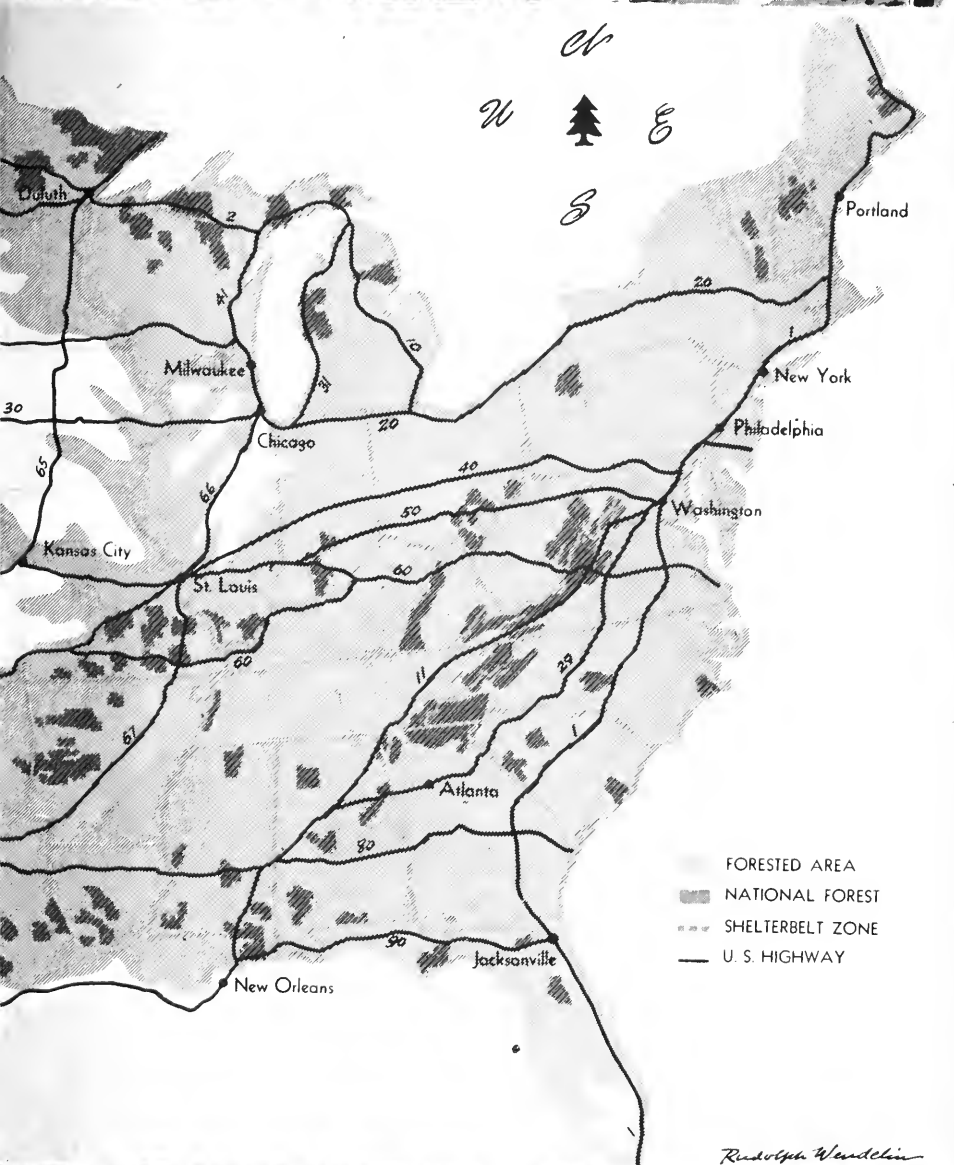 N
W
E
S
Duluth
2
Portland
41
20
31
10
1
Milwaukee
New York
30
20
Chicago
Philadelphia
65
66
40
50
Washington
Kansas City
St. Louis
60
60
11
29
67
1
Atlanta
80
FORESTED AREA
NATIONAL FOREST
SHELTERBELT ZONE
90
Jacksonville
U. S. HIGHWAY
New Orleans
1
Rudolph Wendelin